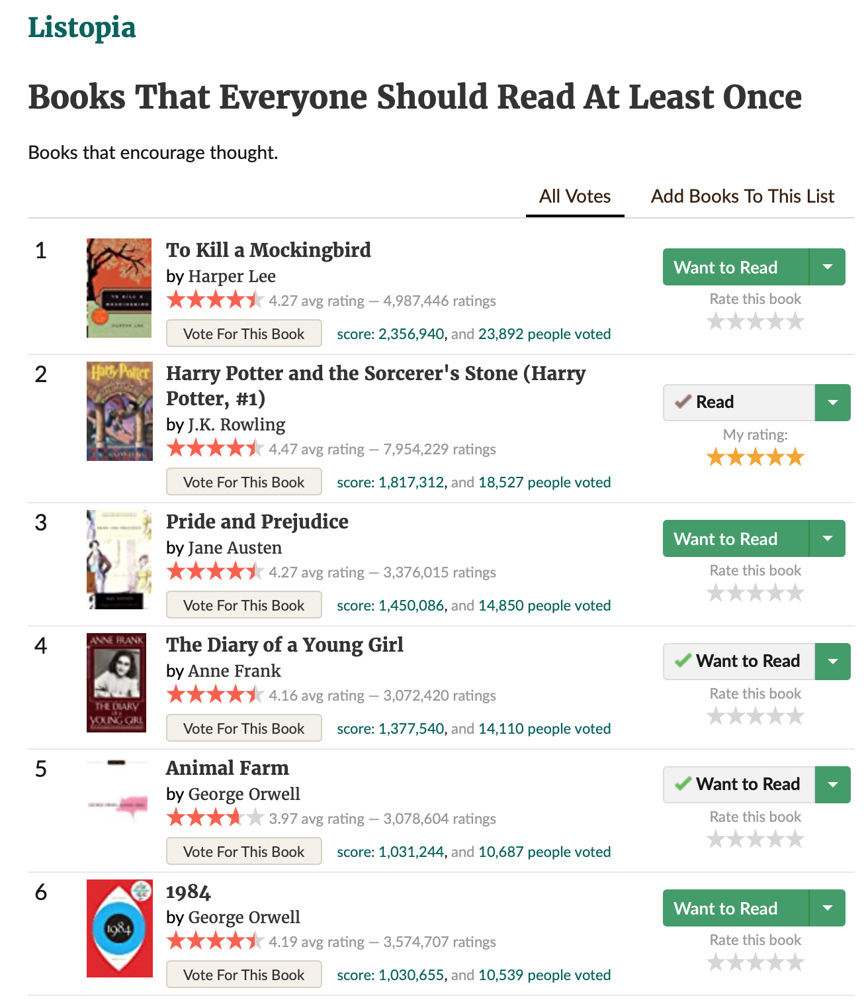 Listopia
Books That Everyone Should Read At Least Once
Books that encourage thought.
All Votes Add Books To This List
1
To Kill a Mockingbird
by Harper Lee
4.27 avg rating — 4,987,446 ratings
Vote For This Book score: 2,356,940, and 23,892 people voted
Want to Read
Rate this book
2
Harry Potter
Harry Potter and the Sorcerer's Stone (Harry
Potter, #1)
by J.K. Rowling
4.47 avg rating — 7,954,229 ratings
Vote For This Book score: 1,817,312, and 18,527 people voted
Read
My rating:
3
Pride and Prejudice
by Jane Austen
4.27 avg rating — 3,376,015 ratings
Vote For This Book score: 1,450,086, and 14,850 people voted
Want to Read
Rate this book
4
ANNE FRANK
THE DIARY
OF A
YOUNG GIRL
The Diary of a Young Girl
by Anne Frank
4.16 avg rating — 3,072,420 ratings
Vote For This Book score: 1,377,540, and 14,110 people voted
Want to Read
Rate this book
5
Animal Farm
by George Orwell
3.97 avg rating — 3,078,604 ratings
Vote For This Book score: 1,031,244, and 10,687 people voted
Want to Read
Rate this book
6
1984
1984
by George Orwell
4.19 avg rating — 3,574,707 ratings
Vote For This Book score: 1,030,655, and 10,539 people voted
Want to Read
Rate this book